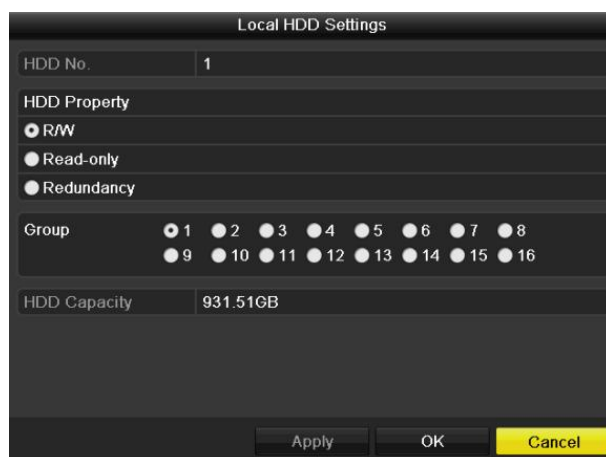 Local HDD Settings
HDD No. 1
HDD Property
R/W
Read-only
Redundancy
Group 1 2 3 4 5 6 7 8
9 10 11 12 13 14 15 16
HDD Capacity 931.51GB
Apply OK Cancel